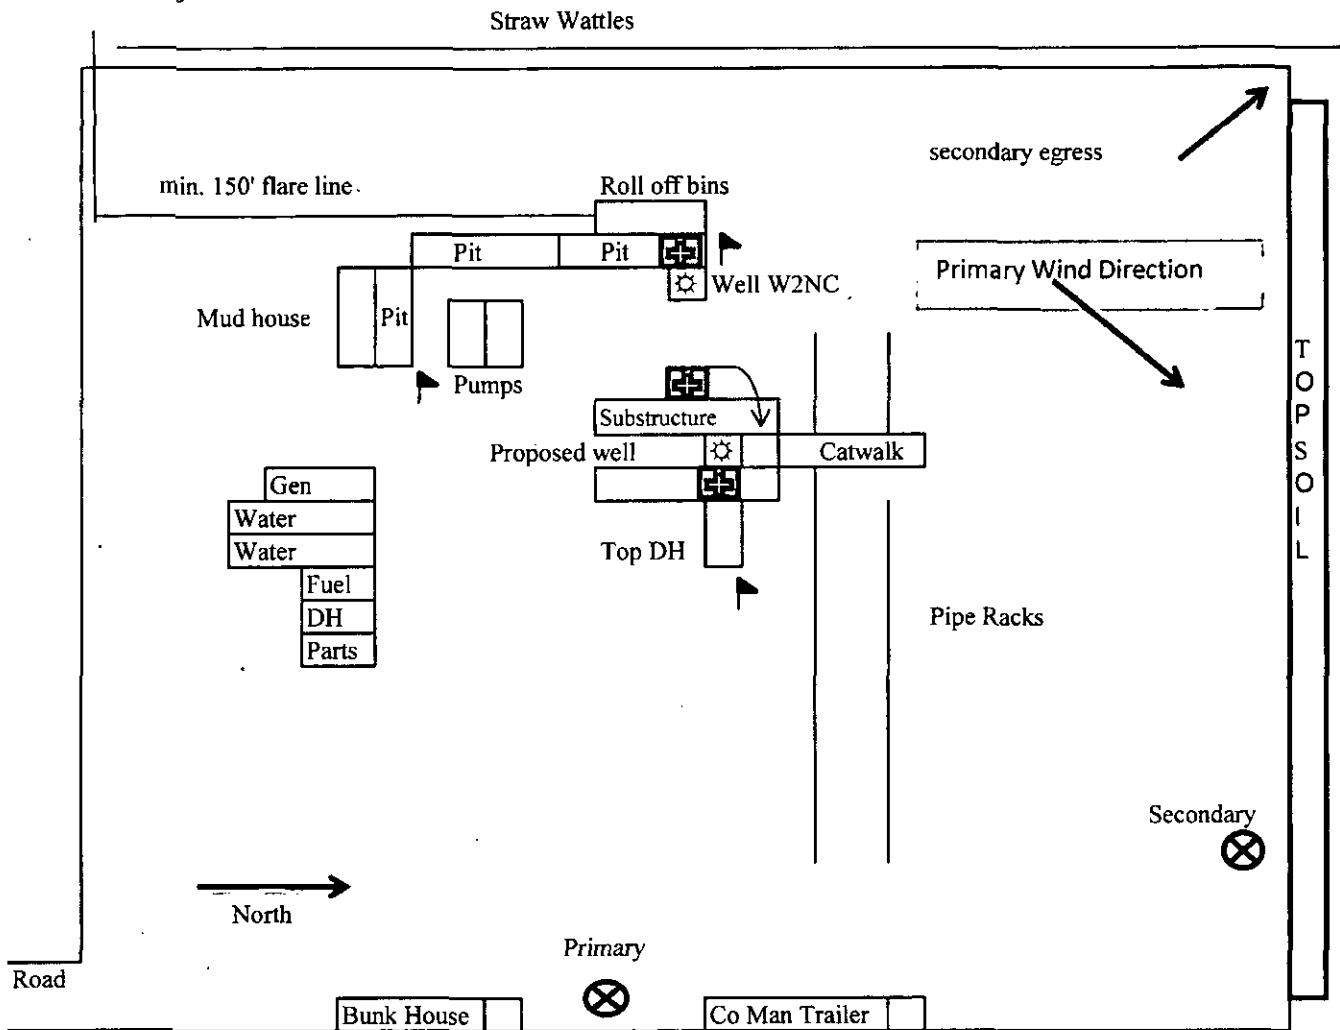 Straw Wattles
secondary egress
min. 150' flare line
Roll off bins
Pit
Pit
Primary Wind Direction
Well W2NC
Mud house
Pit
Pumps
TOPSOIL
Substructure
Proposed well
Catwalk
Gen
Water
Water
Top DH
Fuel
DH
Parts
Pipe Racks
Secondary
North
Primary
Road
Bunk House
Co Man Trailer